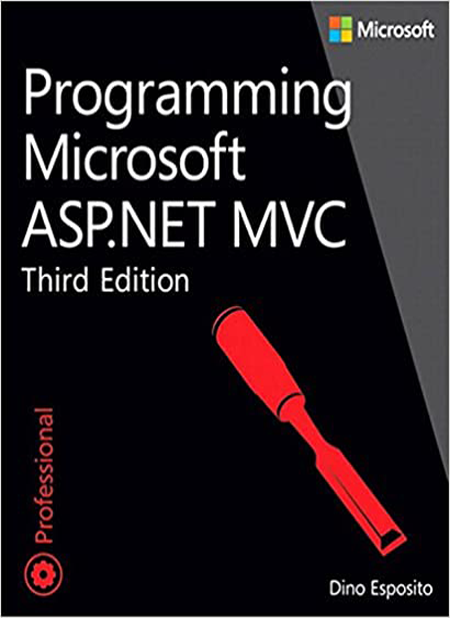 Microsoft
Programming
Microsoft
ASP.NET MVC
Third Edition
Professional
Dino Esposito